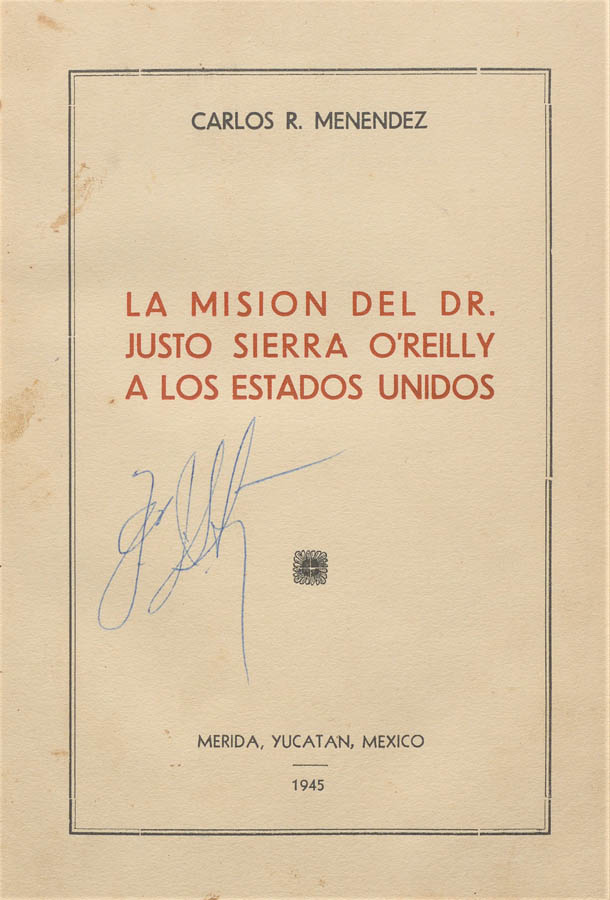 CARLOS R. MENENDEZ
LA MISION DEL DR.
JUSTO SIERRA O'REILLY
A LOS ESTADOS UNIDOS
MERIDA, YUCATAN, MEXICO
1945